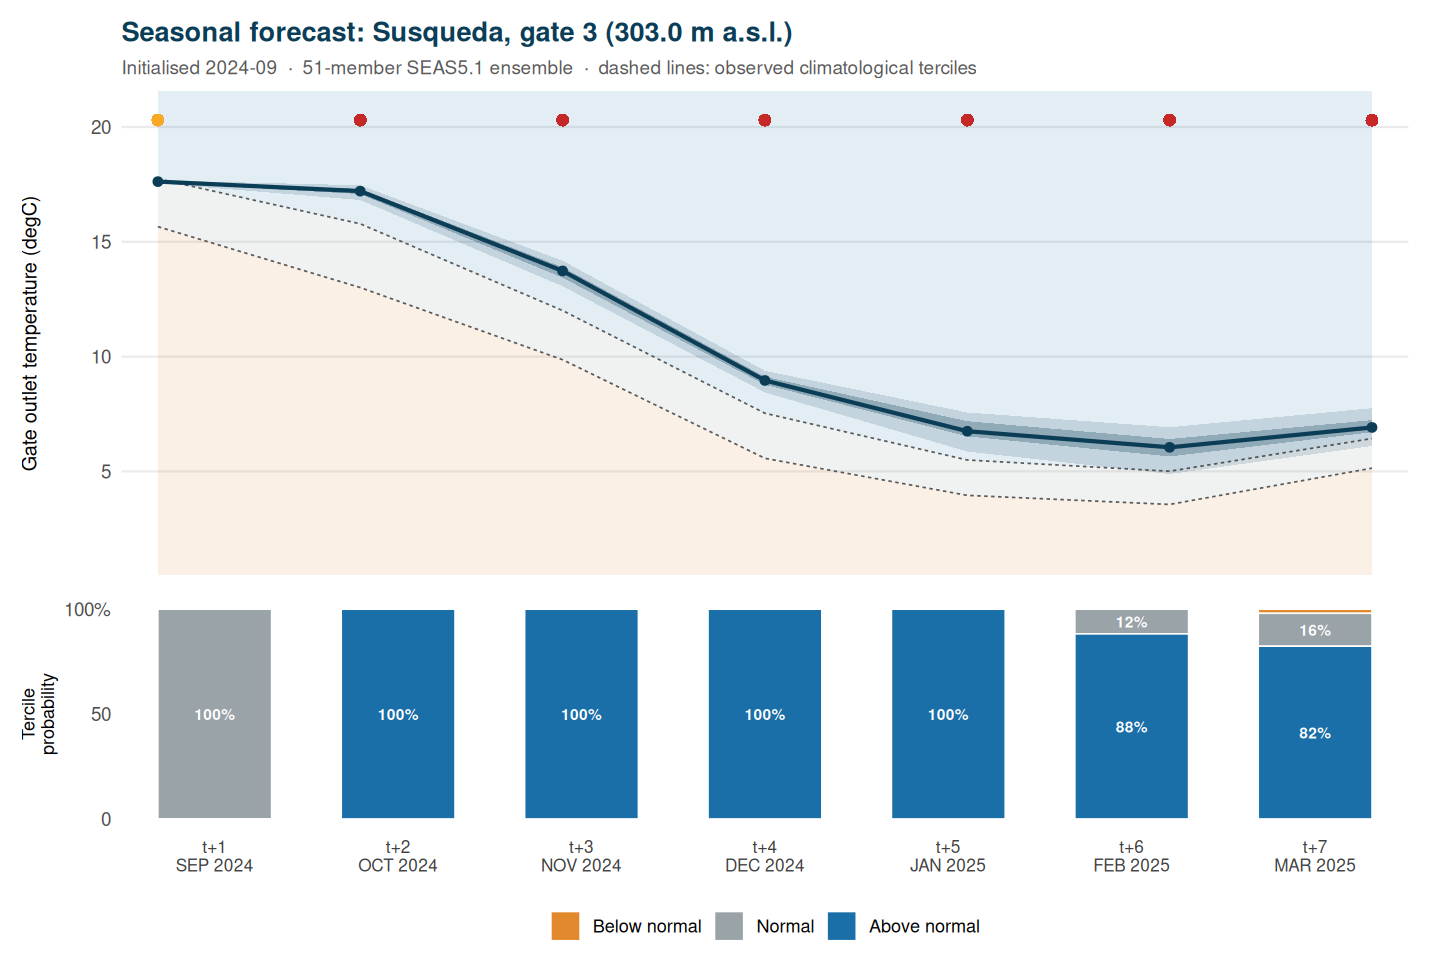 Seasonal forecast: Susqueda, gate 3 (303.0 m a.s.l.)
Initialised 2024-09 · 51-member SEAS5.1 ensemble · dashed lines: observed climatological terciles
Gate outlet temperature (degC)
20
15
10
5
Tercile
probability
100%
50
0
100%
100%
100%
100%
100%
12%
88%
16%
82%
t+1
SEP 2024
t+2
OCT 2024
t+3
NOV 2024
t+4
DEC 2024
t+5
JAN 2025
t+6
FEB 2025
t+7
MAR 2025
Below normal
Normal
Above normal